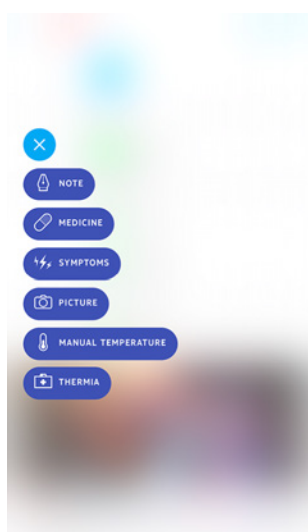 NOTE
MEDICINE
SYMPTOMS
PICTURE
MANUAL TEMPERATURE
THERMIA